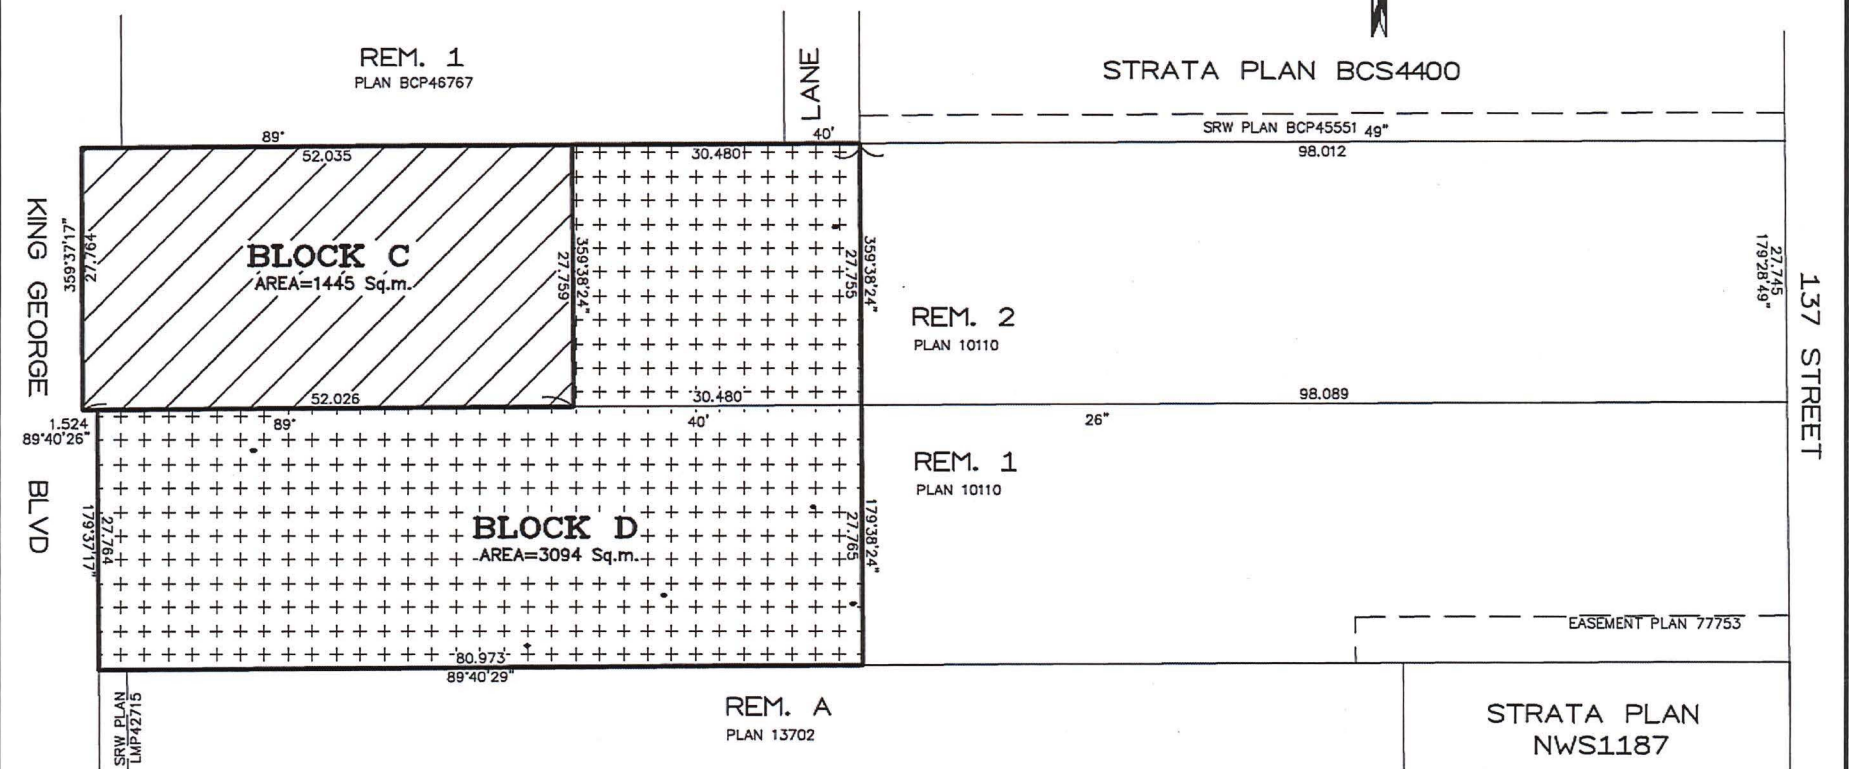 REM. 1
PLAN BCP46767
LANE
STRATA PLAN BCS4400
SRW PLAN BCP45551
89°
40'
49"
52.035
30.480
98.012
KING GEORGE BLVD
359°37'17"
27.764
BLOCK C
AREA=1445 Sq.m.
27.759
359°38'24"
27.755
359°38'24"
REM. 2
PLAN 10110
27.745
179°28'49"
137 STREET
52.026
30.480
98.089
1.524
89°40'26"
89°
40'
26"
REM. 1
PLAN 10110
179°37'17"
27.764
BLOCK D
AREA=3094 Sq.m.
27.765
179°38'24"
EASEMENT PLAN 77753
80.973
89°40'29"
SRW PLAN
LMP42715
REM. A
PLAN 13702
STRATA PLAN
NWS1187